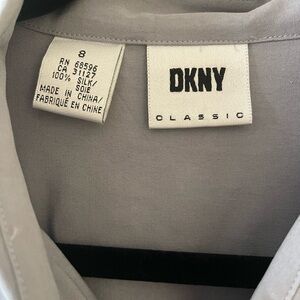 8
RN 68596
CA 31127
100% SILK/
SOIE
MADE IN CHINA/
FABRIQUÉ EN CHINE
DKNY
CLASSIC